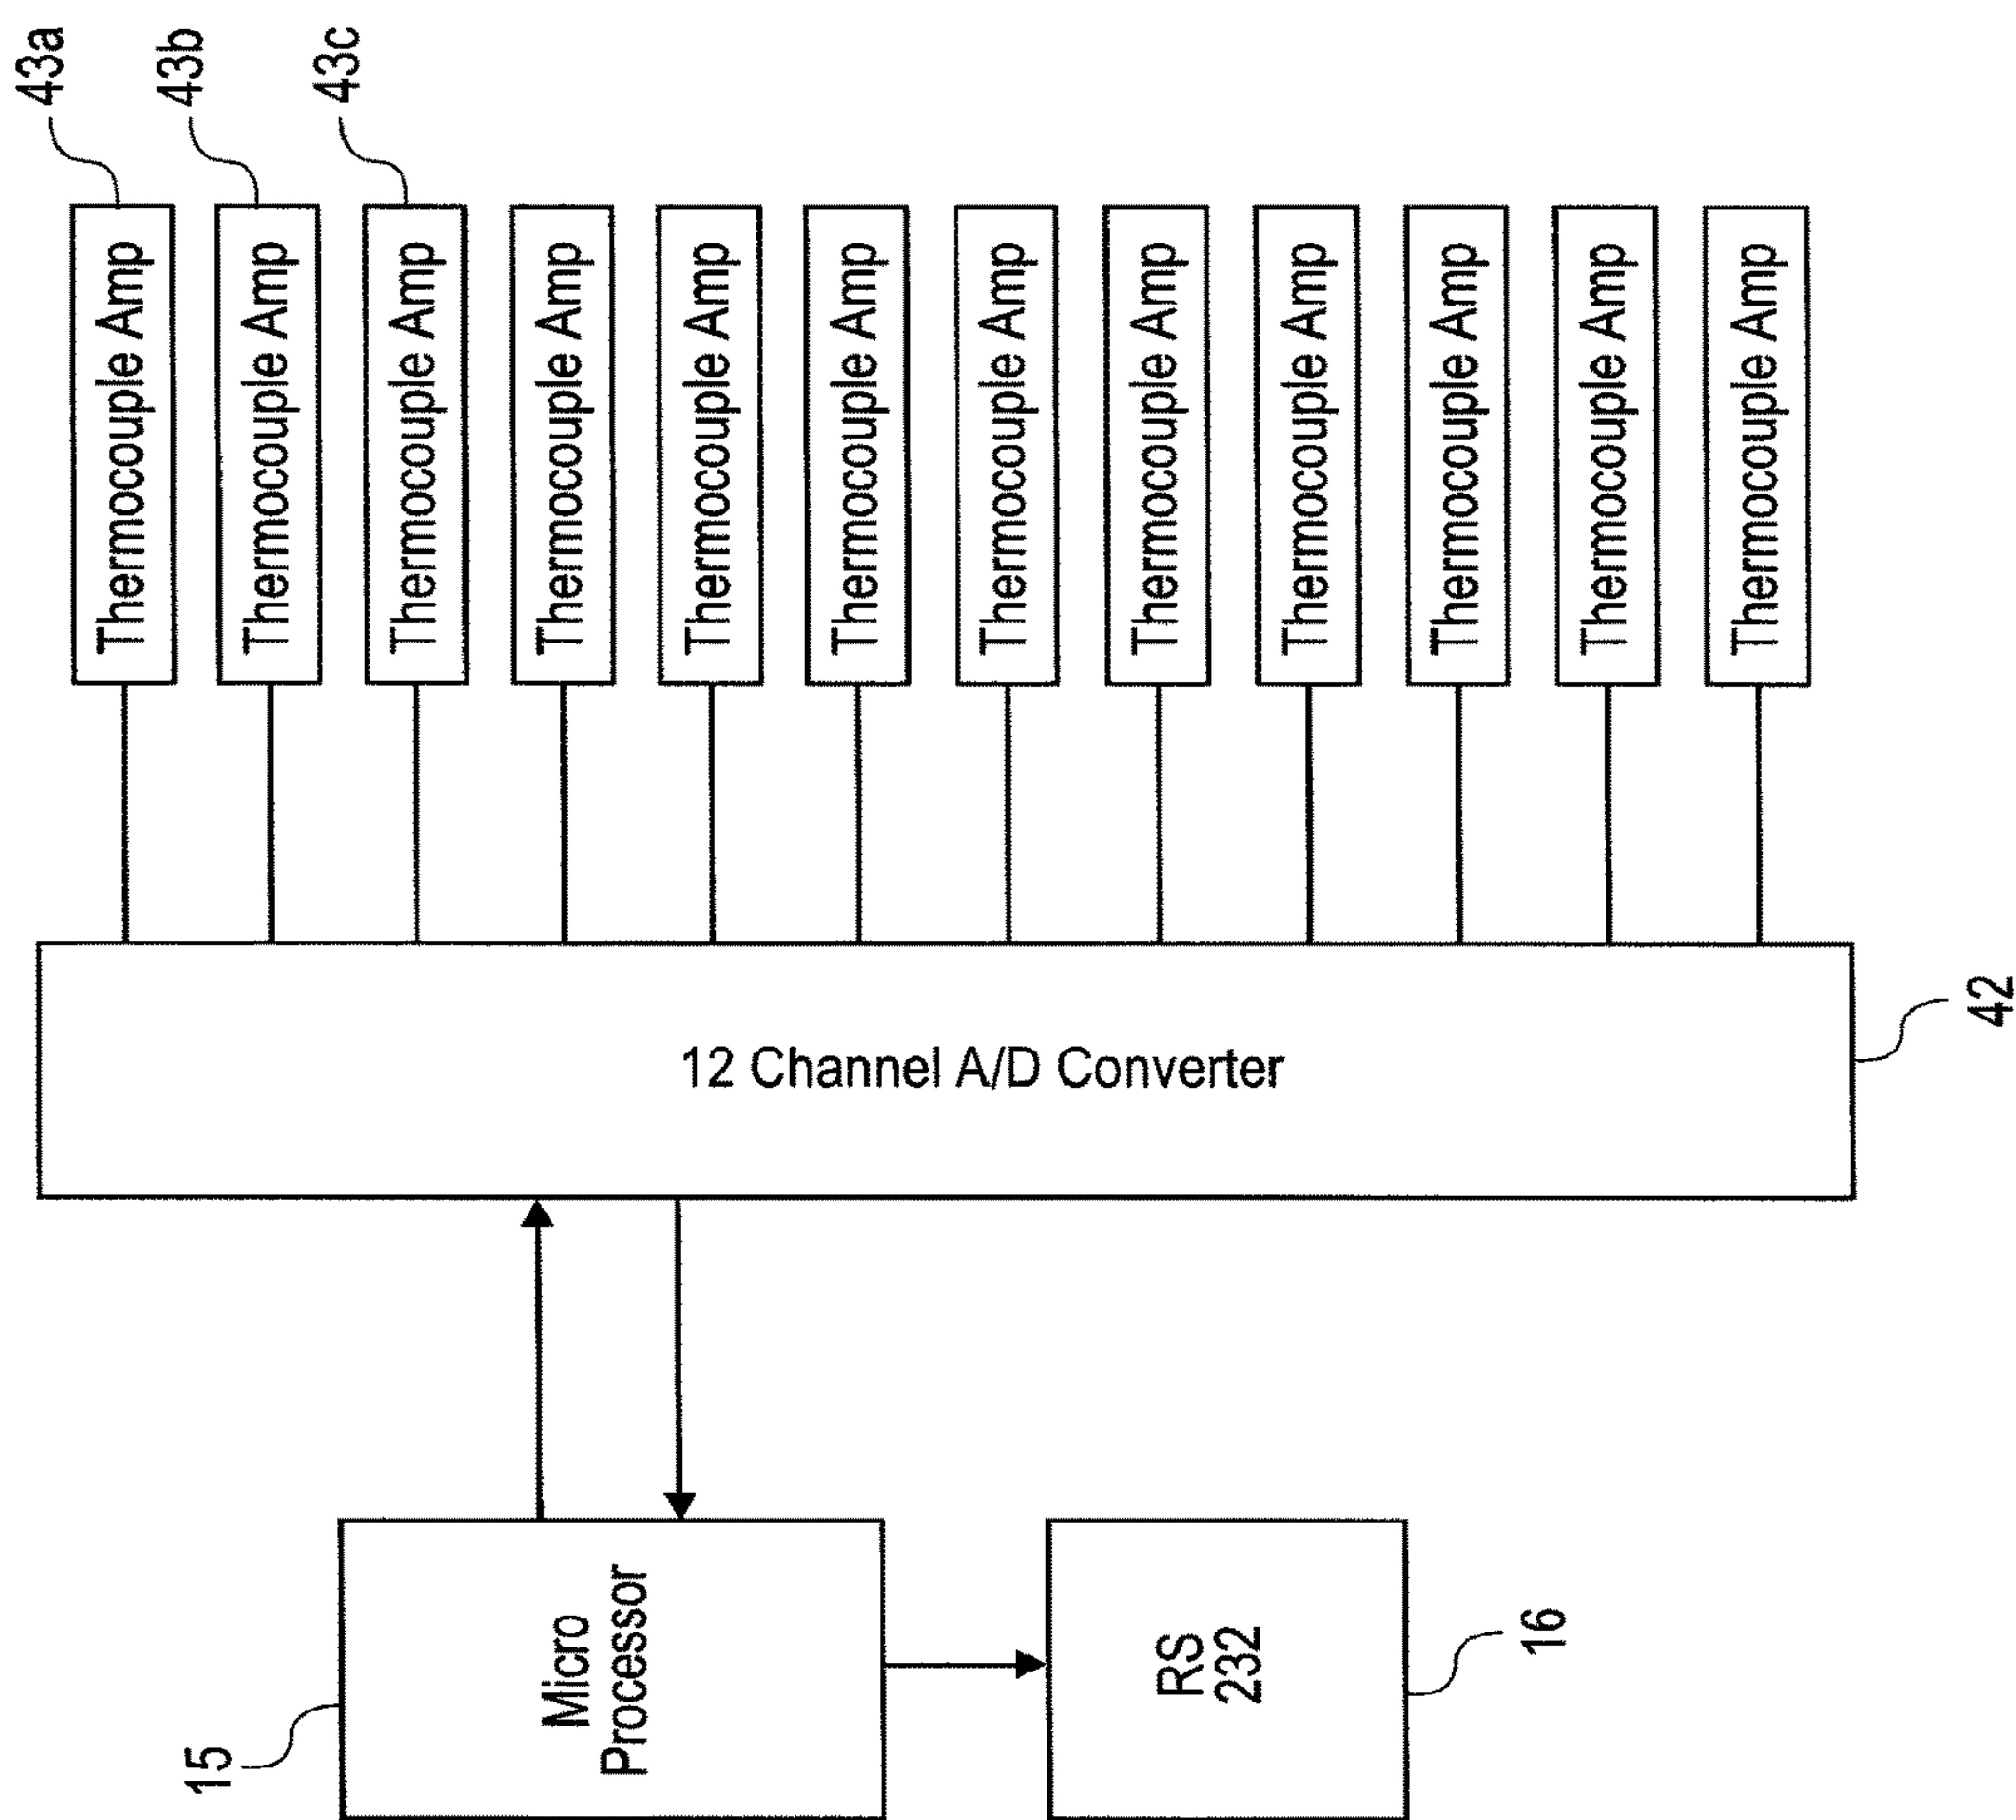 43a
43b
43c
Thermocouple Amp
Thermocouple Amp
Thermocouple Amp
Thermocouple Amp
Thermocouple Amp
Thermocouple Amp
Thermocouple Amp
Thermocouple Amp
Thermocouple Amp
Thermocouple Amp
Thermocouple Amp
Thermocouple Amp
12 Channel A/D Converter
42
15
Micro
Processor
RS
232
16